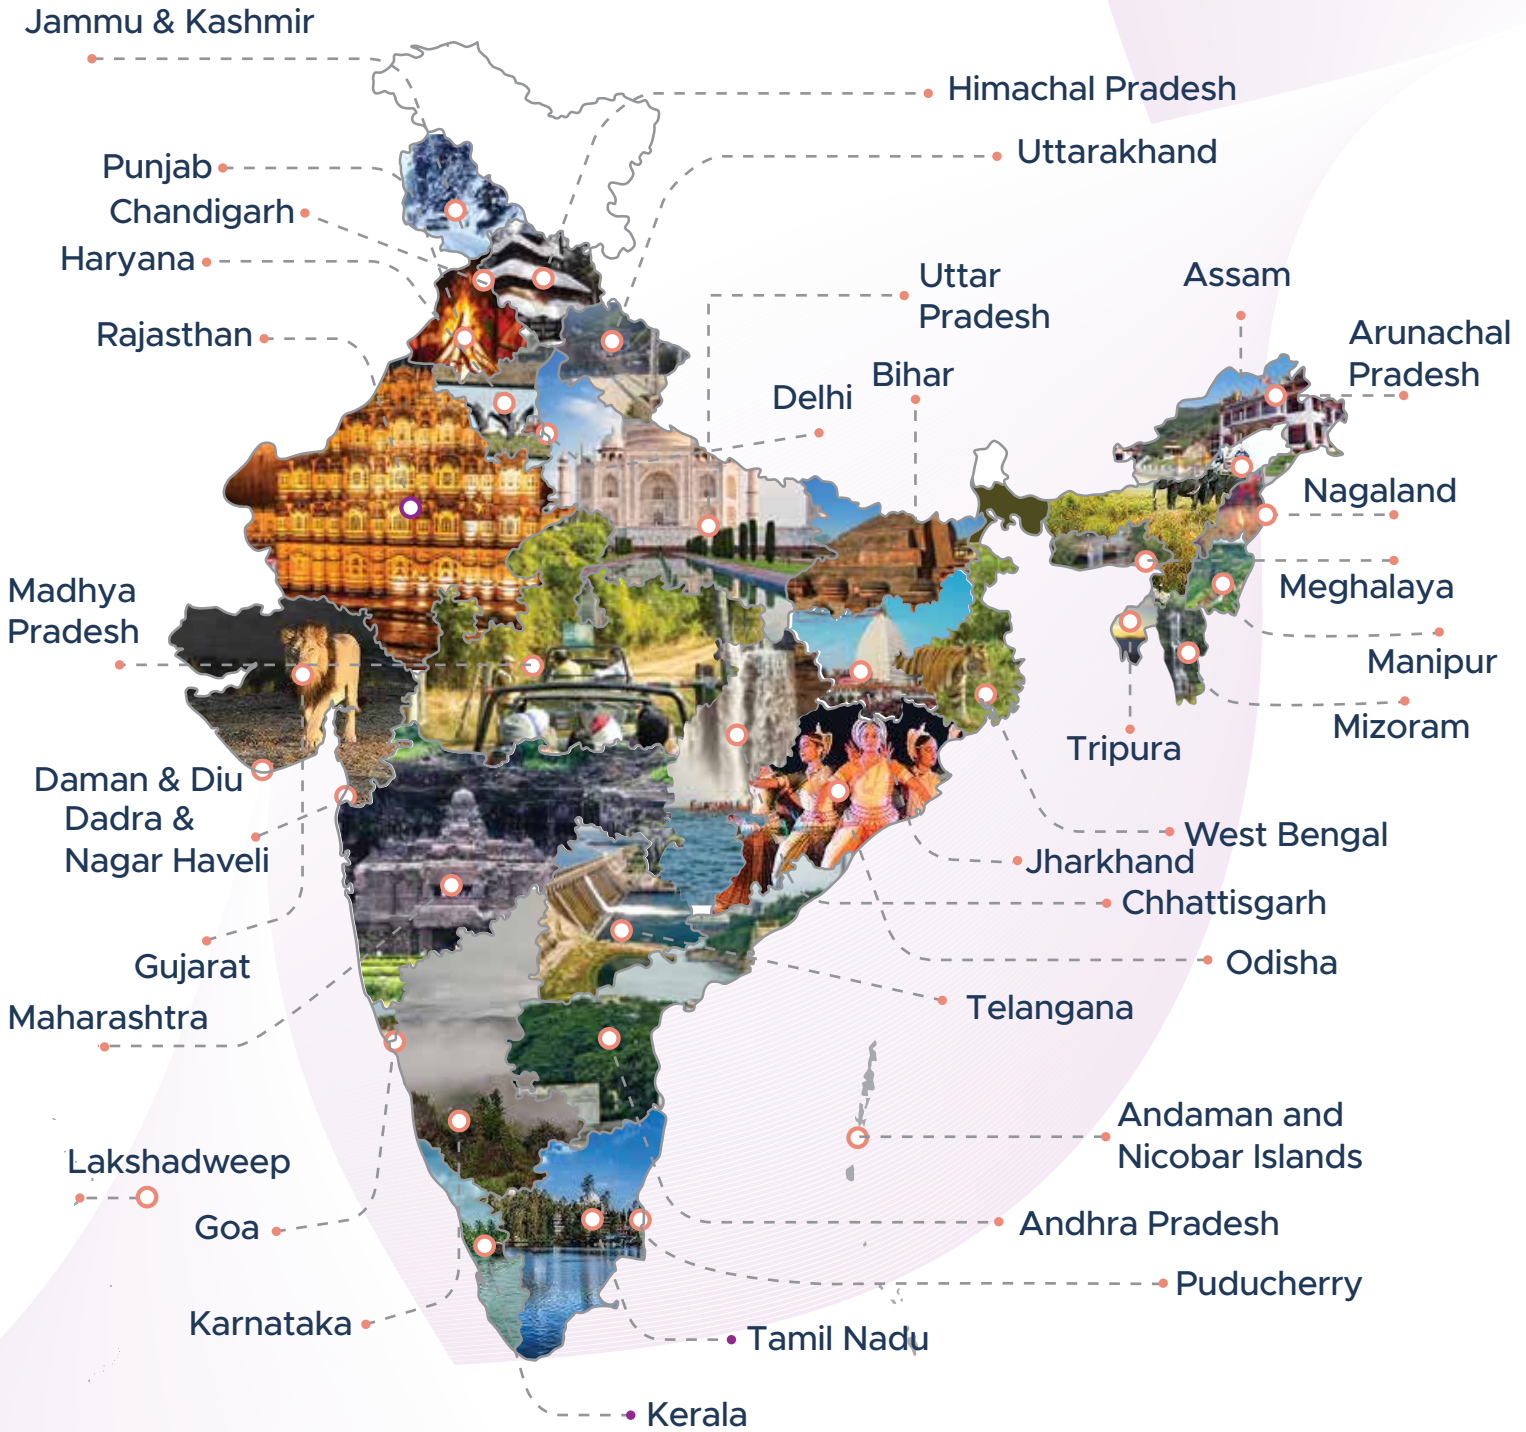 Jammu & Kashmir
Himachal Pradesh
Uttarakhand
Punjab
Chandigarh
Haryana
Rajasthan
Uttar
Pradesh
Assam
Arunachal
Pradesh
Bihar
Delhi
Nagaland
Meghalaya
Manipur
Mizoram
Tripura
Madhya
Pradesh
Daman & Diu
Dadra &
Nagar Haveli
West Bengal
Jharkhand
Chhattisgarh
Gujarat
Odisha
Maharashtra
Telangana
Andaman and
Nicobar Islands
Lakshadweep
Goa
Andhra Pradesh
Puducherry
Karnataka
Tamil Nadu
Kerala